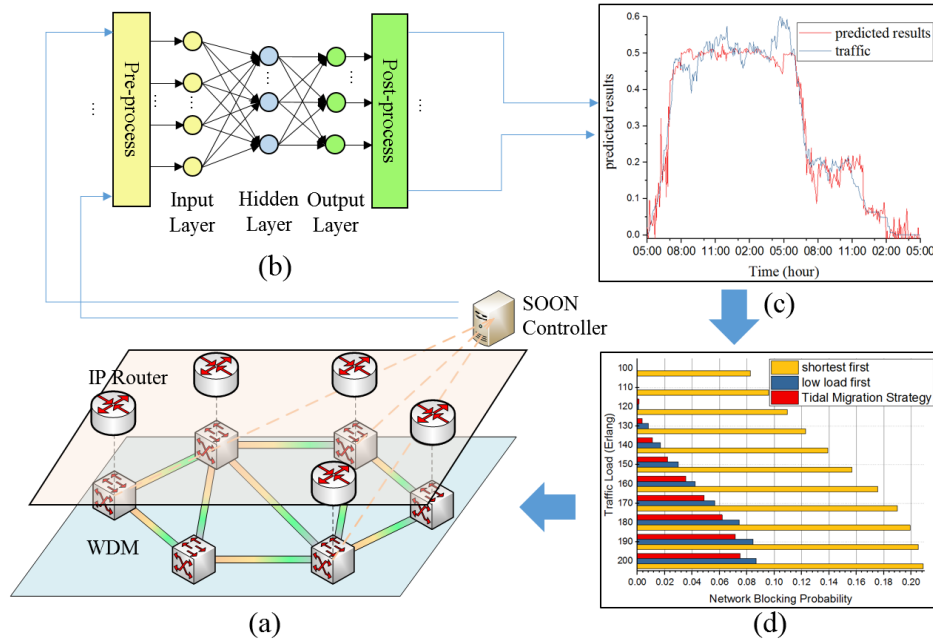 Pre-process
...
...
...
...
...
Post-process
...
Input
Layer
Hidden
Layer
Output
Layer
(b)
predicted results
traffic
predicted results
0.6
0.5
0.4
0.3
0.2
0.1
0.0
05:00 08:00 11:00 02:00 05:00 08:00 11:00 02:00 05:00
Time (hour)
(c)
SOON
Controller
IP Router
WDM
(a)
shortest first
low load first
Tidal Migration Strategy
Traffic Load (Erlang)
100
110
120
130
140
150
160
170
180
190
200
0.00 0.02 0.04 0.06 0.08 0.10 0.12 0.14 0.16 0.18 0.20
Network Blocking Probability
(d)